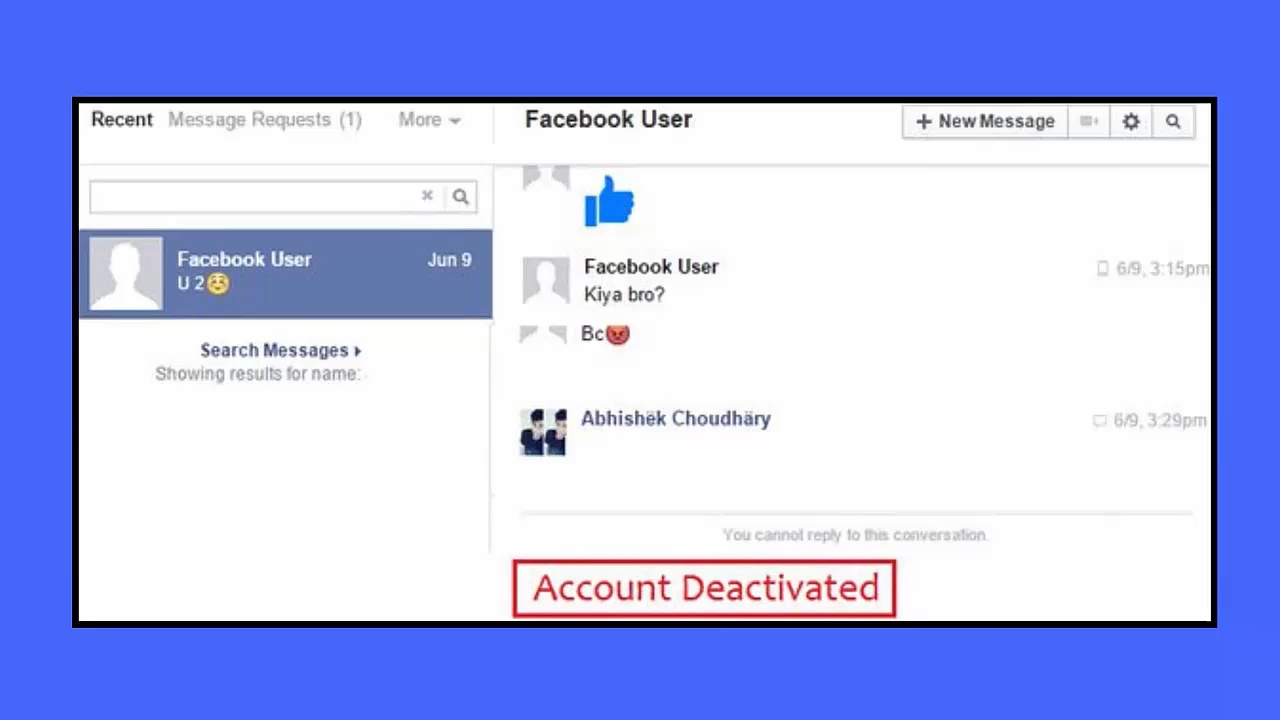 Recent Message Requests (1) More
Facebook User
+ New Message
Facebook User Jun 9
U 2☺️
Search Messages
Showing results for name:
Facebook User 6/9, 3:15pm
Kiya bro?
Bc😡
Abhishëk Choudhäry 6/9, 3:29pm
You cannot reply to this conversation.
Account Deactivated